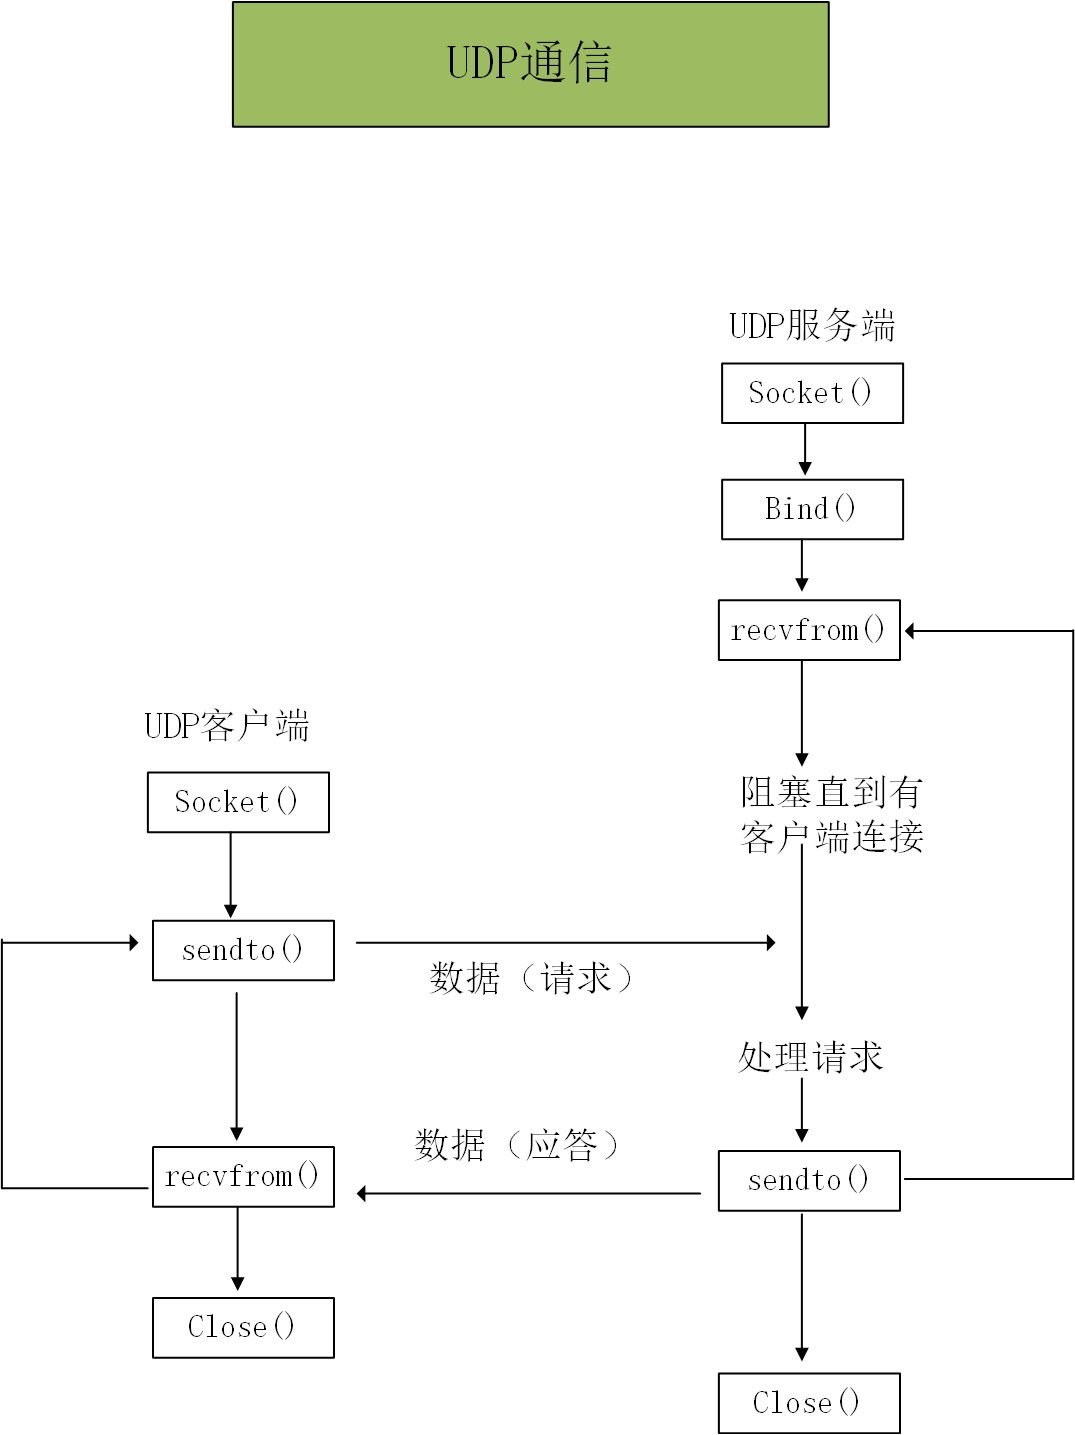 UDP通信
UDP服务端
Socket()
Bind()
recvfrom()
阻塞直到有
客户端连接
处理请求
sendto()
Close()
UDP客户端
Socket()
sendto()
数据（请求）
recvfrom()
数据（应答）
Close()